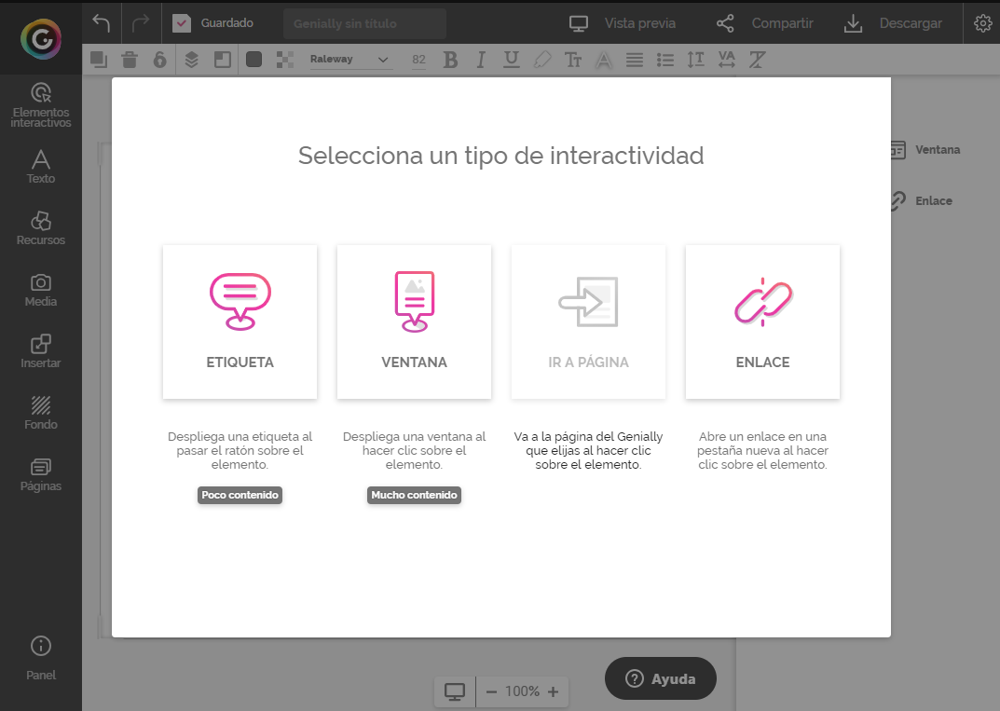 Guardado
Genially sin título
Vista previa
Compartir
Descargar
Raleway
82
B I U Tт A VA
Elementos
interactivos
Texto
Recursos
Media
Insertar
Fondo
Páginas
Panel
Selecciona un tipo de interactividad
Ventana
Enlace
ETIQUETA
VENTANA
IR A PÁGINA
ENLACE
Despliega una etiqueta al
pasar el ratón sobre el
elemento.
Poco contenido
Despliega una ventana al
hacer clic sobre el
elemento.
Mucho contenido
Va a la página del Genially
que elijas al hacer clic
sobre el elemento.
Abre un enlace en una
pestaña nueva al hacer
clic sobre el elemento.
100%
Ayuda